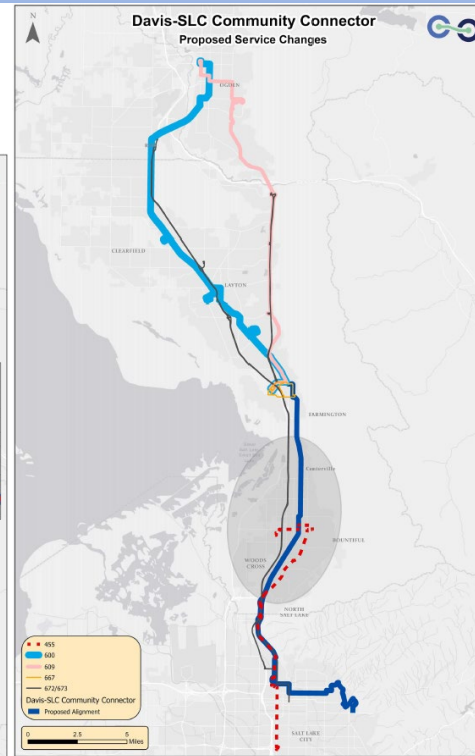 Davis-SLC Community Connector
Proposed Service Changes
N
OGDEN
CLEARFIELD
LAYTON
FARMINGTON
Centerville
BOUNTIFUL
WOODS
CROSS
NORTH
SALT LAKE
455
600
609
667
672/673
Davis-SLC Community Connector
Proposed Alignment
0 2.5 5
Miles
SALT LAKE
CITY